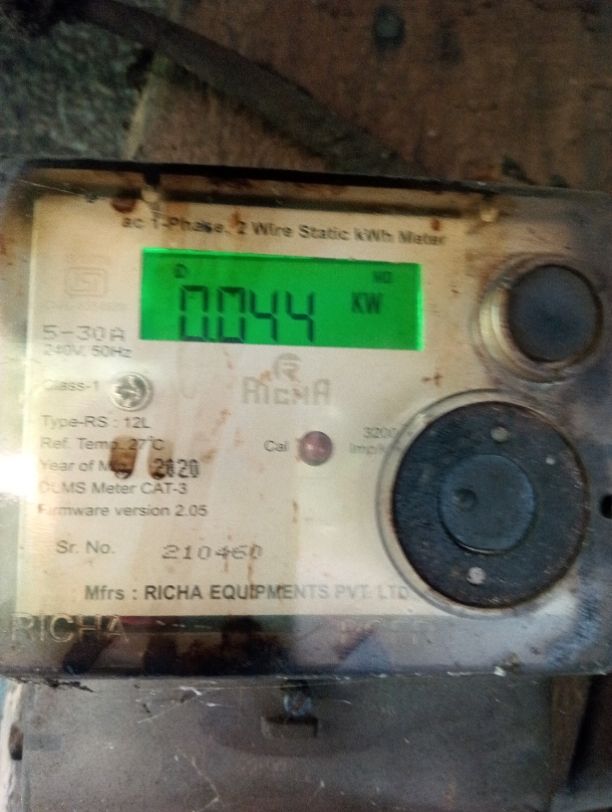 ac 1-Phase, 2 Wire Static kWh Meter
MD
0.044 KW
5-30A
240V, 50Hz
RICHA
Class-1
Type-RS : 12L
Ref. Temp. 27°C
Cal
3200
Imp/k
Year of M 2020
DLMS Meter CAT-3
Firmware version 2.05
Sr. No. 210460
Mfrs : RICHA EQUIPMENTS PVT. LTD.
RICHA